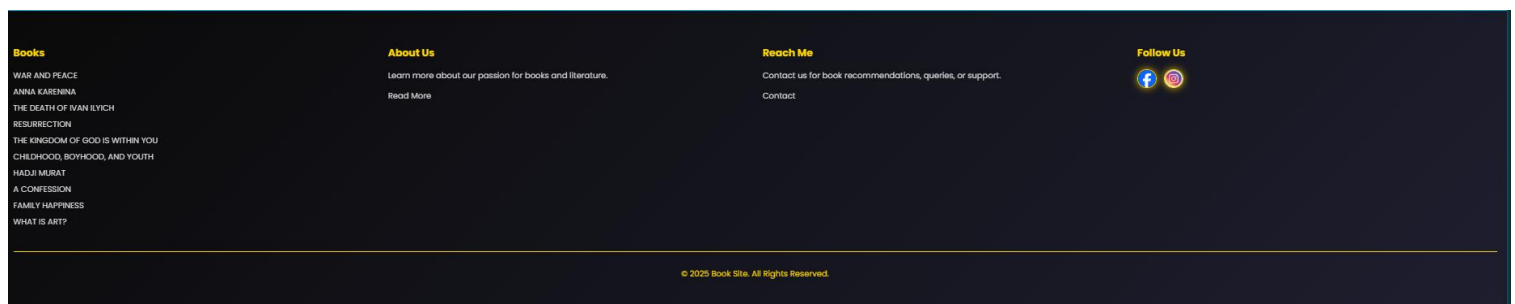 Books
WAR AND PEACE
ANNA KARENINA
THE DEATH OF IVAN ILYICH
RESURRECTION
THE KINGDOM OF GOD IS WITHIN YOU
CHILDHOOD, BOYHOOD, AND YOUTH
HADJI MURAT
A CONFESSION
FAMILY HAPPINESS
WHAT IS ART?
About Us
Learn more about our passion for books and literature.
Read More
Reach Me
Contact us for book recommendations, queries, or support.
Contact
Follow Us
© 2025 Book Site. All Rights Reserved.